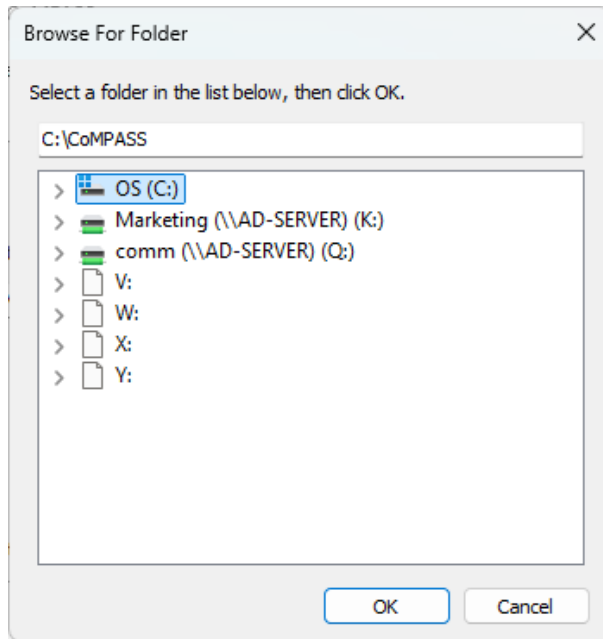 Browse For Folder
Select a folder in the list below, then click OK.
C:\CoMPASS
OS (C:)
Marketing (\\AD-SERVER) (K:)
comm (\\AD-SERVER) (Q:)
V:
W:
X:
Y:
OK
Cancel